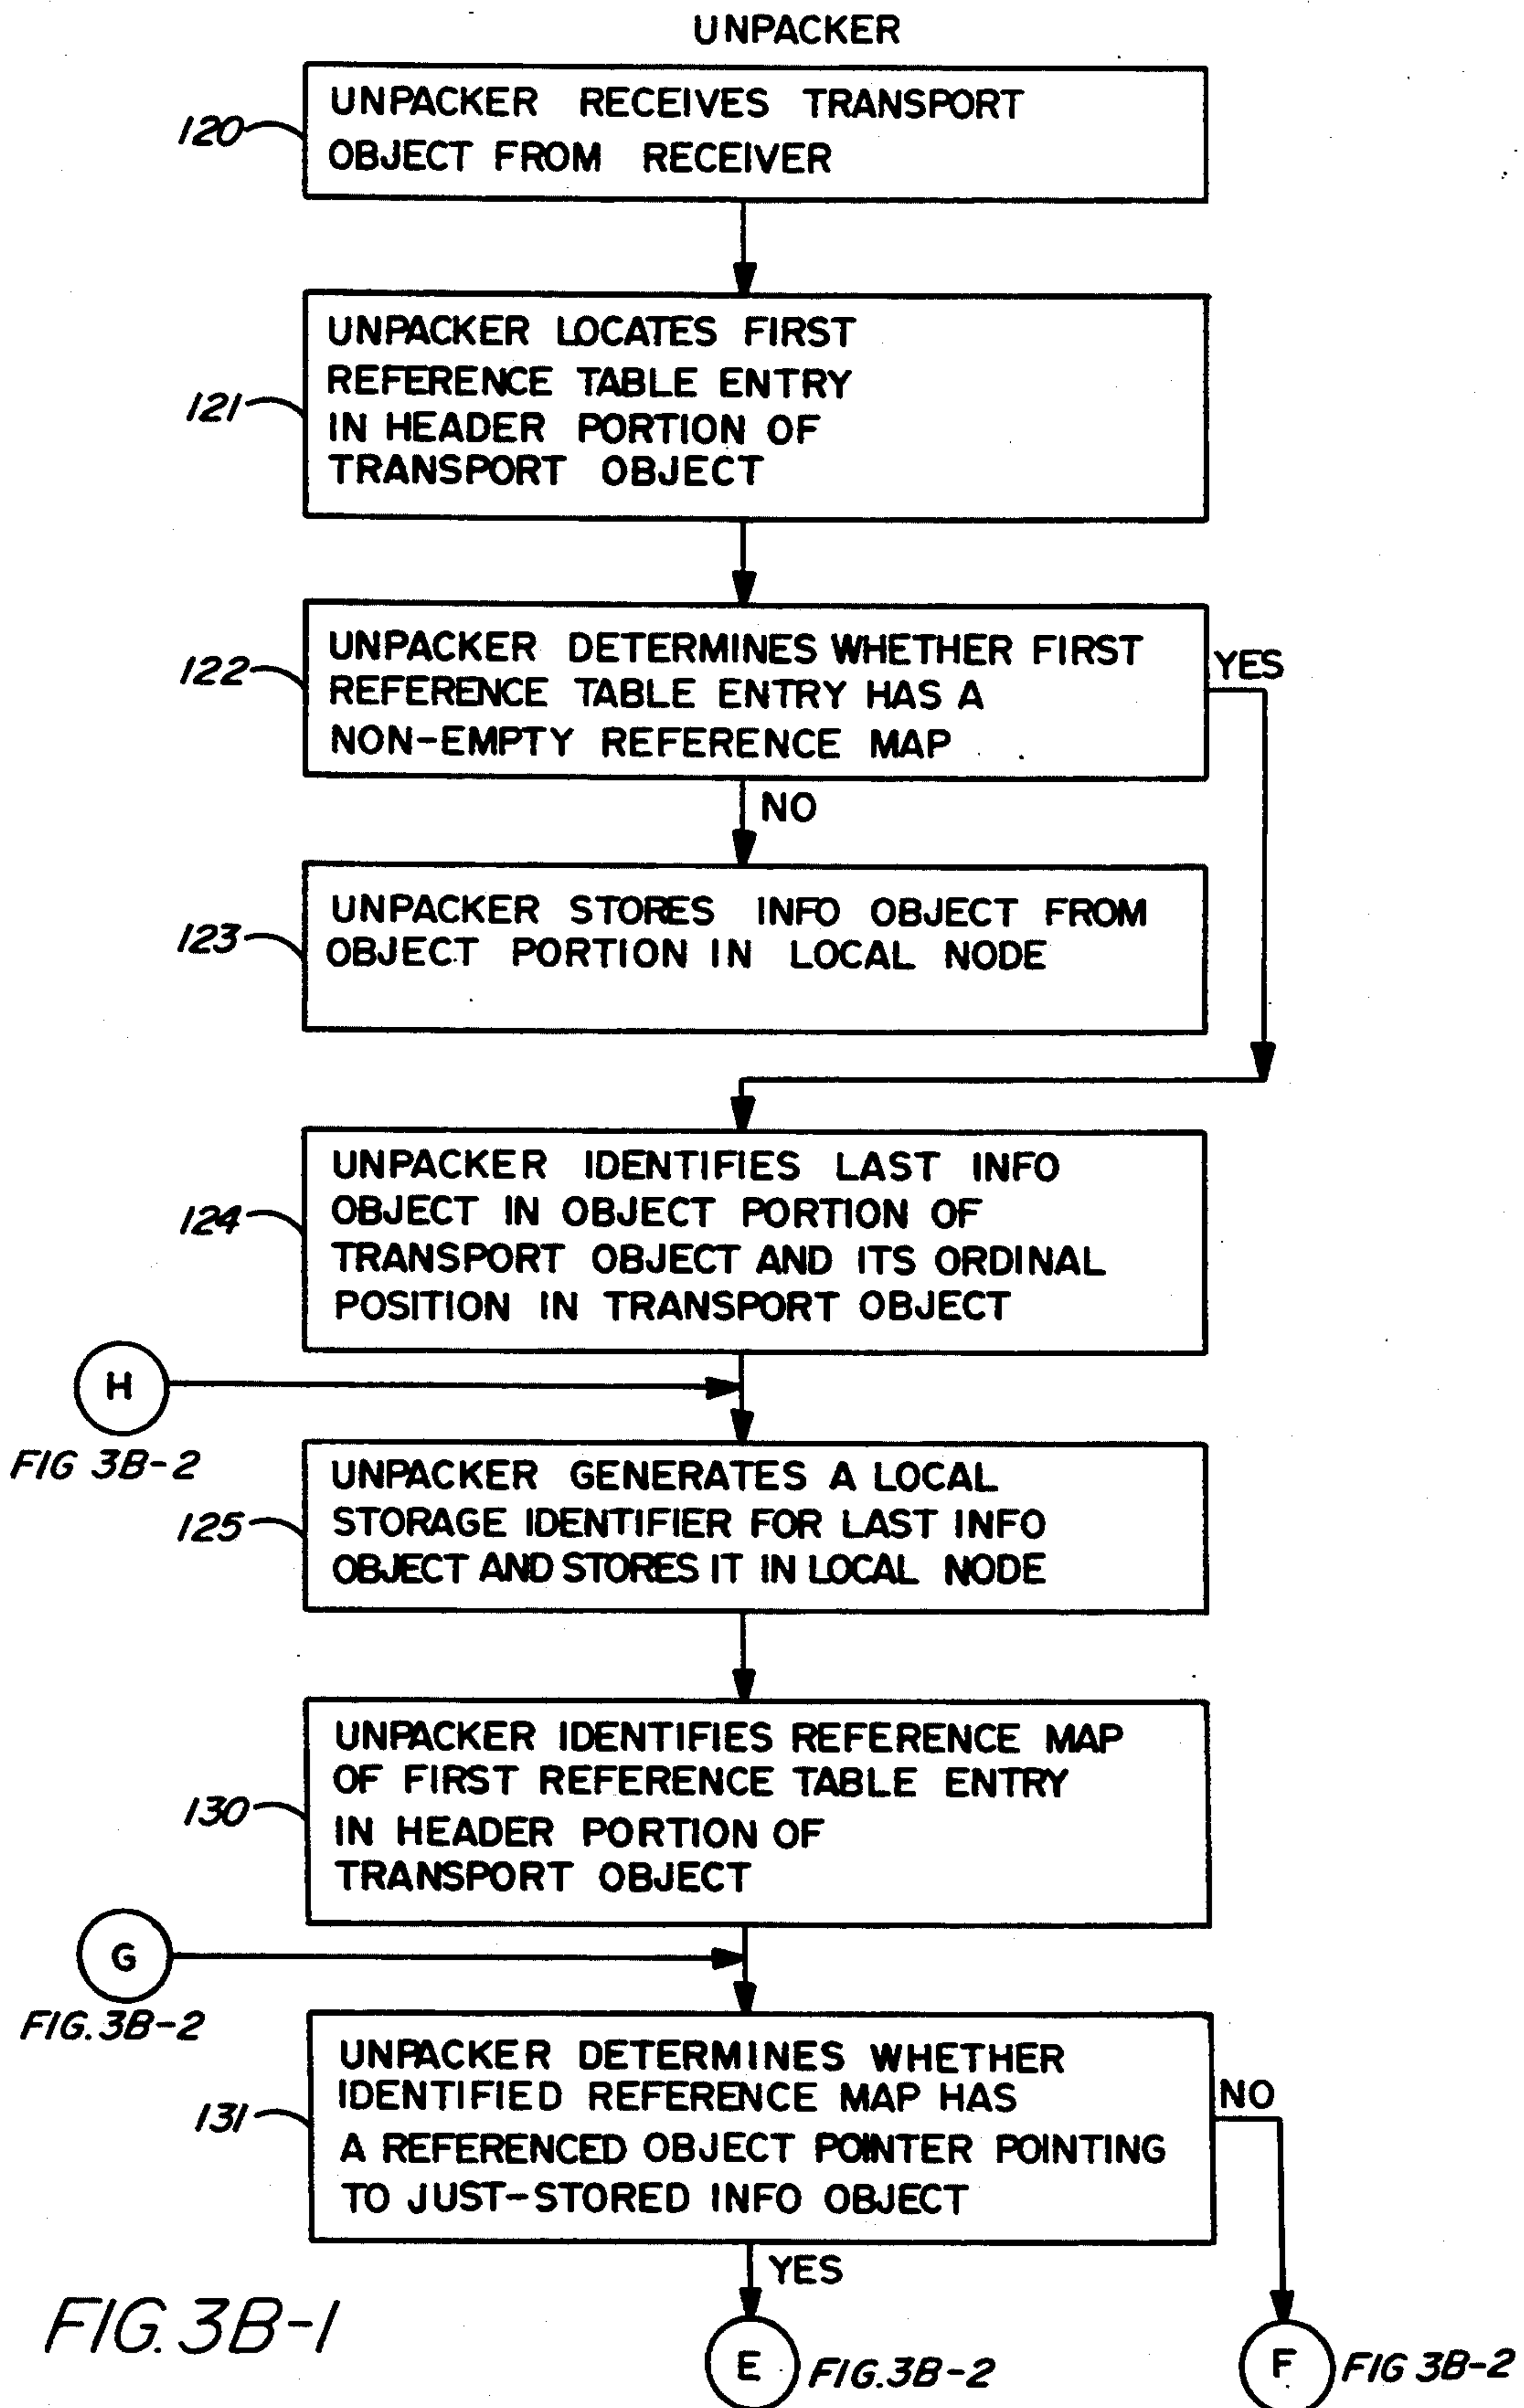 UNPACKER
120
UNPACKER RECEIVES TRANSPORT
OBJECT FROM RECEIVER
121
UNPACKER LOCATES FIRST
REFERENCE TABLE ENTRY
IN HEADER PORTION OF
TRANSPORT OBJECT
122
UNPACKER DETERMINES WHETHER FIRST
REFERENCE TABLE ENTRY HAS A
NON-EMPTY REFERENCE MAP
YES
NO
123
UNPACKER STORES INFO OBJECT FROM
OBJECT PORTION IN LOCAL NODE
124
UNPACKER IDENTIFIES LAST INFO
OBJECT IN OBJECT PORTION OF
TRANSPORT OBJECT AND ITS ORDINAL
POSITION IN TRANSPORT OBJECT
H
FIG 3B-2
125
UNPACKER GENERATES A LOCAL
STORAGE IDENTIFIER FOR LAST INFO
OBJECT AND STORES IT IN LOCAL NODE
130
UNPACKER IDENTIFIES REFERENCE MAP
OF FIRST REFERENCE TABLE ENTRY
IN HEADER PORTION OF
TRANSPORT OBJECT
G
FIG. 3B-2
131
UNPACKER DETERMINES WHETHER
IDENTIFIED REFERENCE MAP HAS
A REFERENCED OBJECT POINTER POINTING
TO JUST-STORED INFO OBJECT
NO
YES
FIG. 3B-1
E
FIG. 3B-2
F
FIG 3B-2